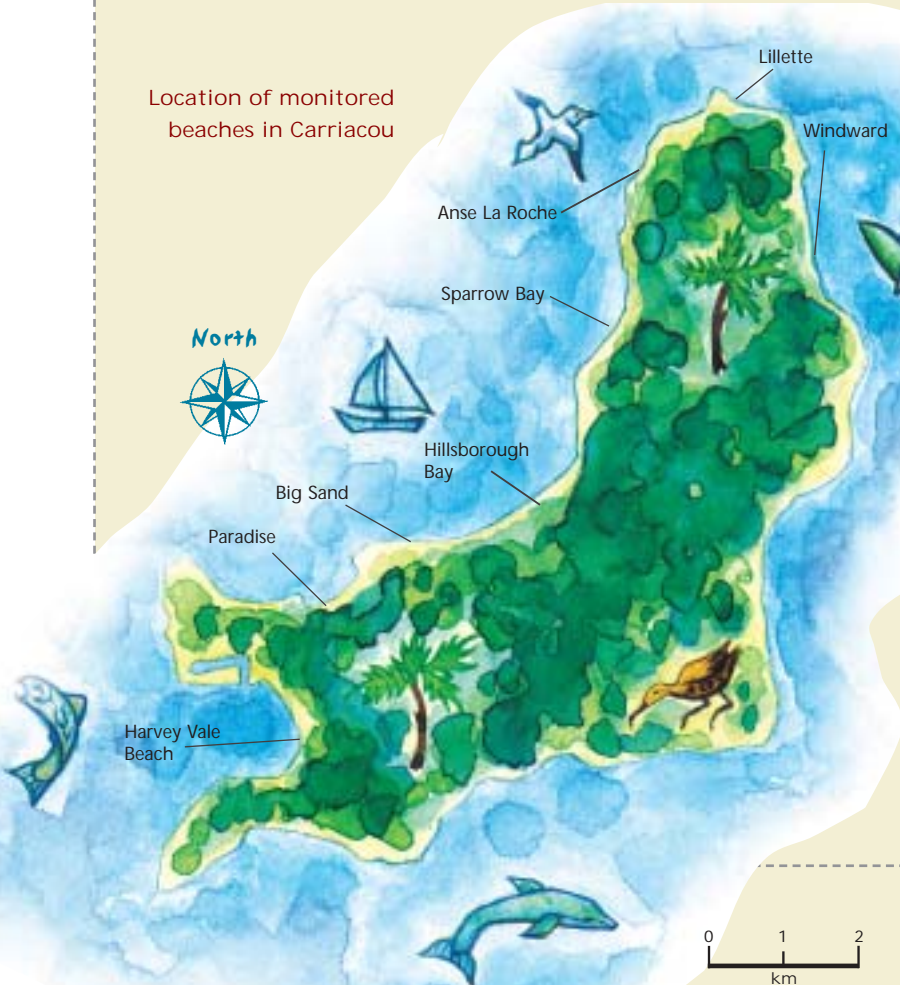 Lillette
Location of monitored
beaches in Carriacou
Windward
Anse La Roche
Sparrow Bay
North
Hillsborough
Bay
Big Sand
Paradise
Harvey Vale
Beach
0 1 2
km